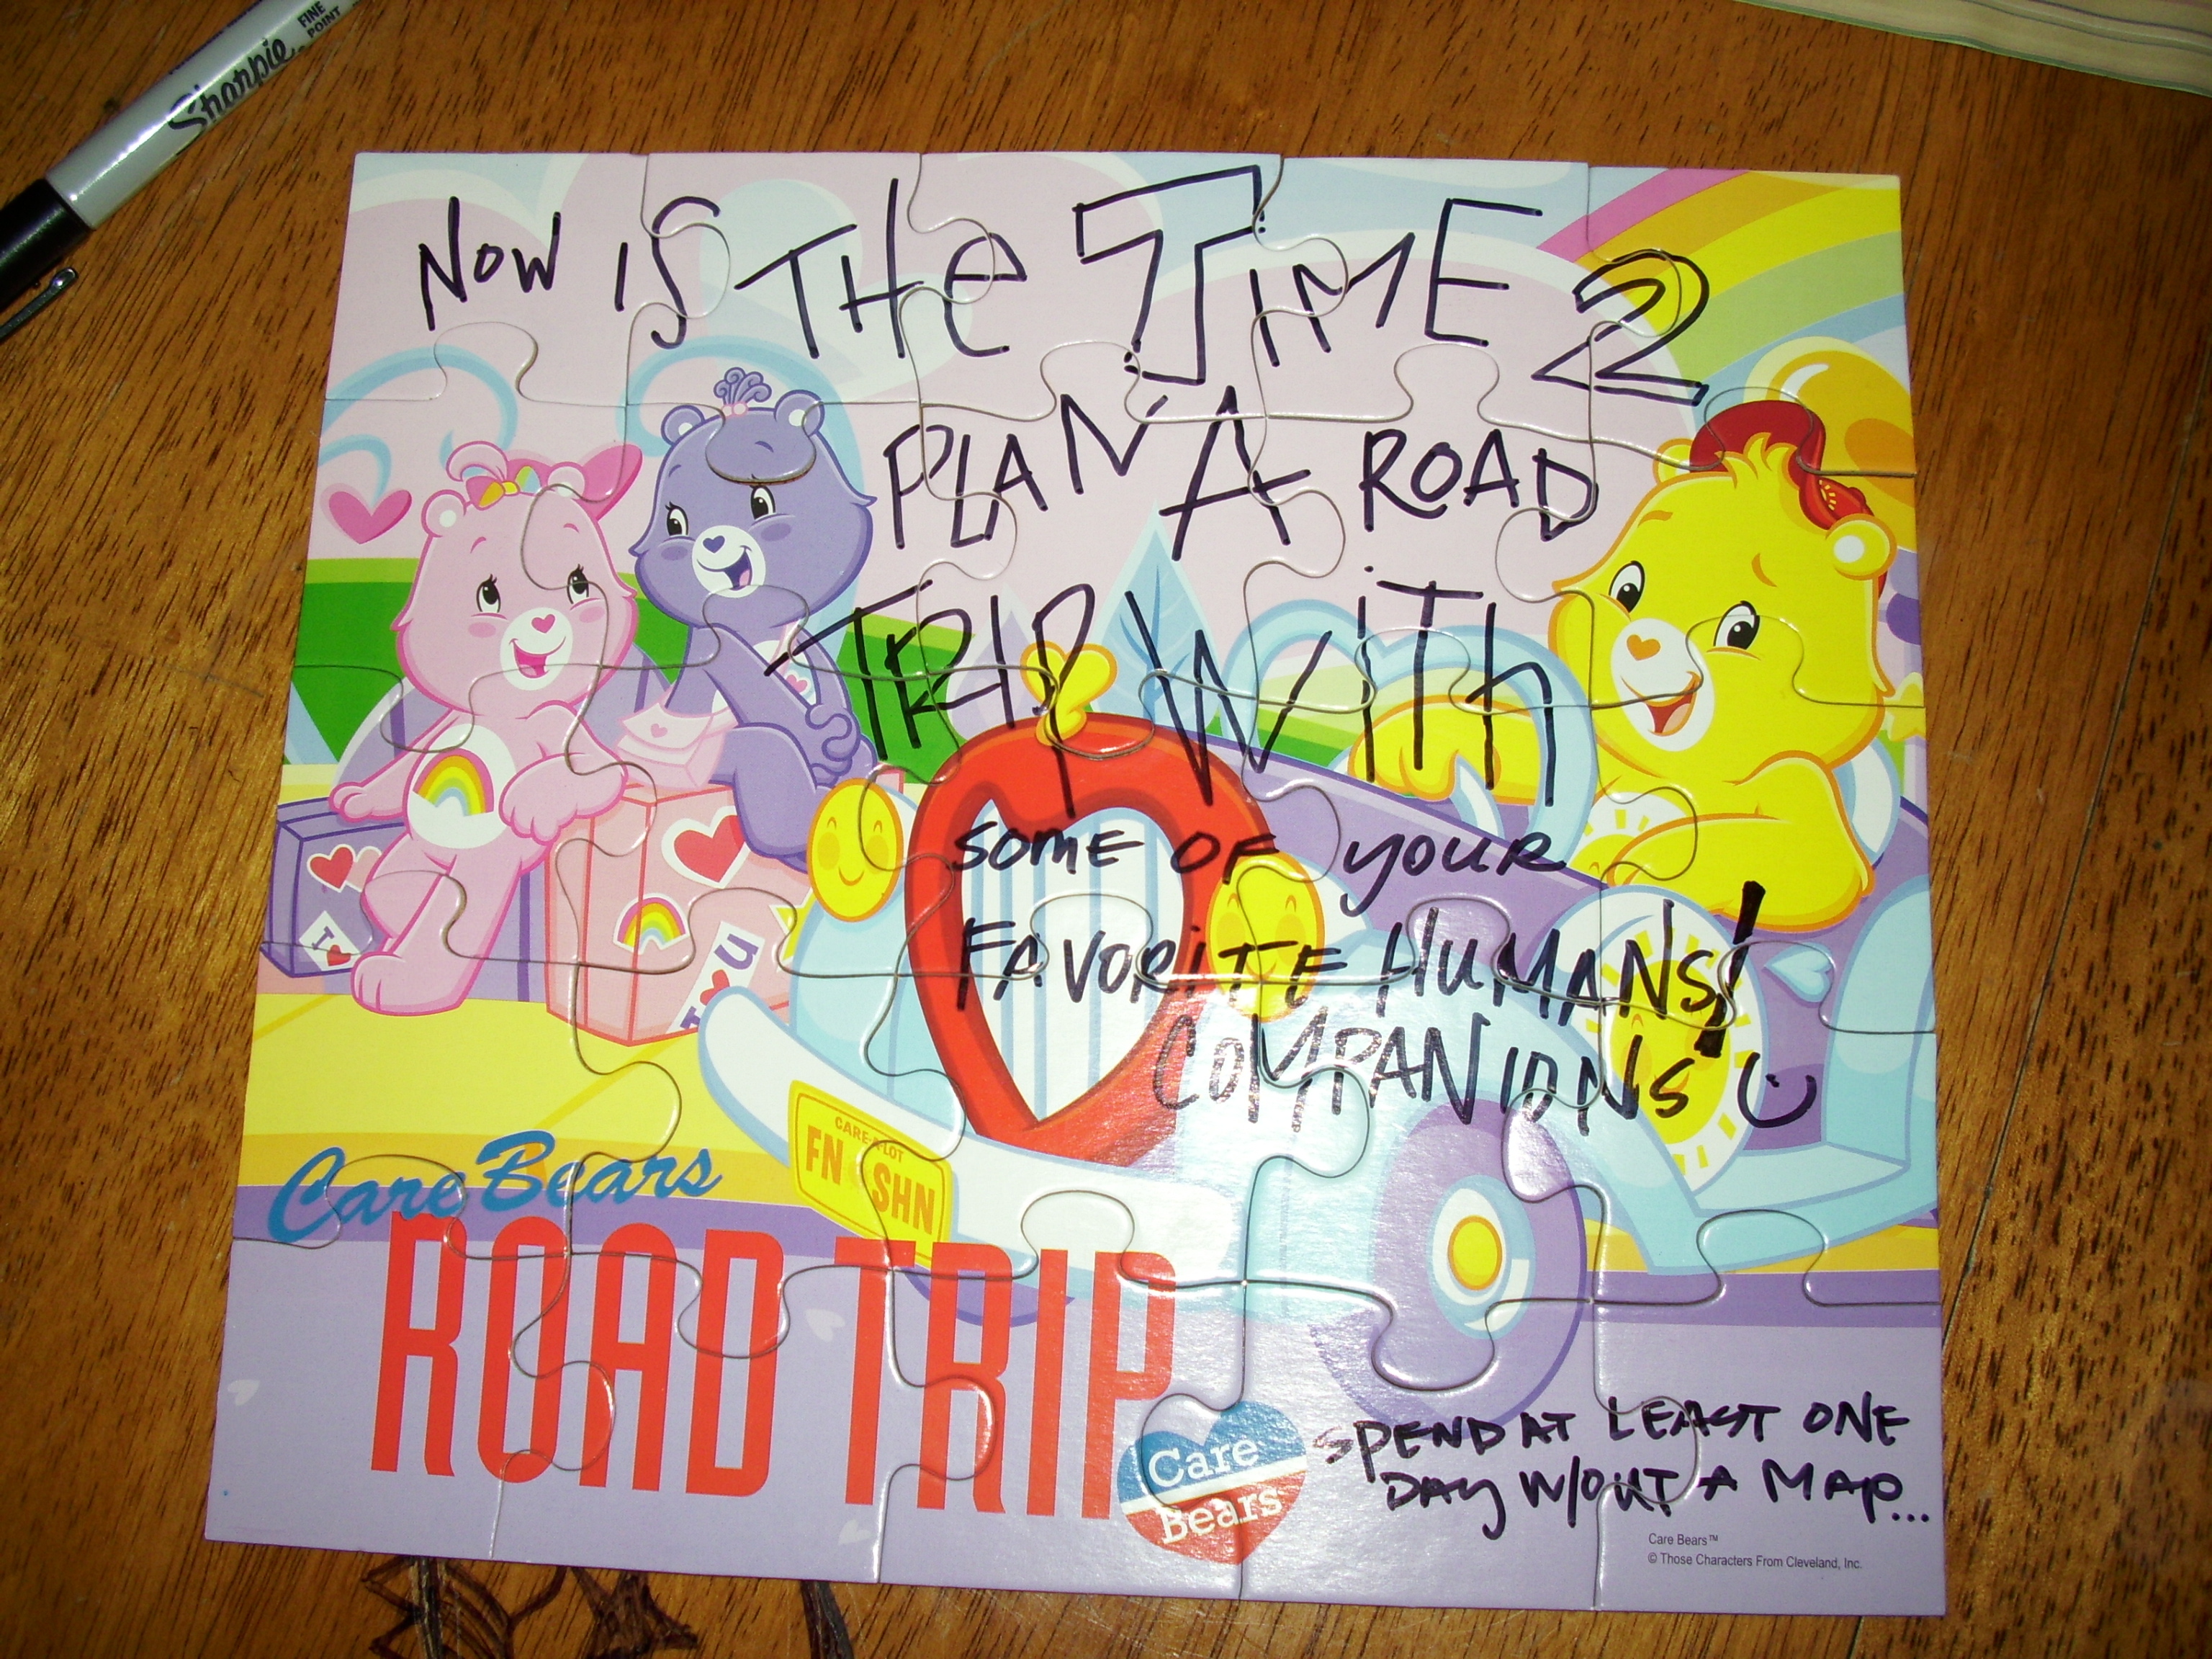 Sharpie
FINE
POINT
NOW IS THe TIME 2
PLAN A ROAD
TRIP WiTh
SOME OF YOUR
FAVORITE HUMANS!
COMPANIONS
I ♥
I ♥ U
CARE-A-LOT
FN SHN
Care Bears
ROAD TRIP
Care
Bears
SPEND AT LEAST ONE
DAY W/OUT A MAP...
Care Bears™
© Those Characters From Cleveland, Inc.